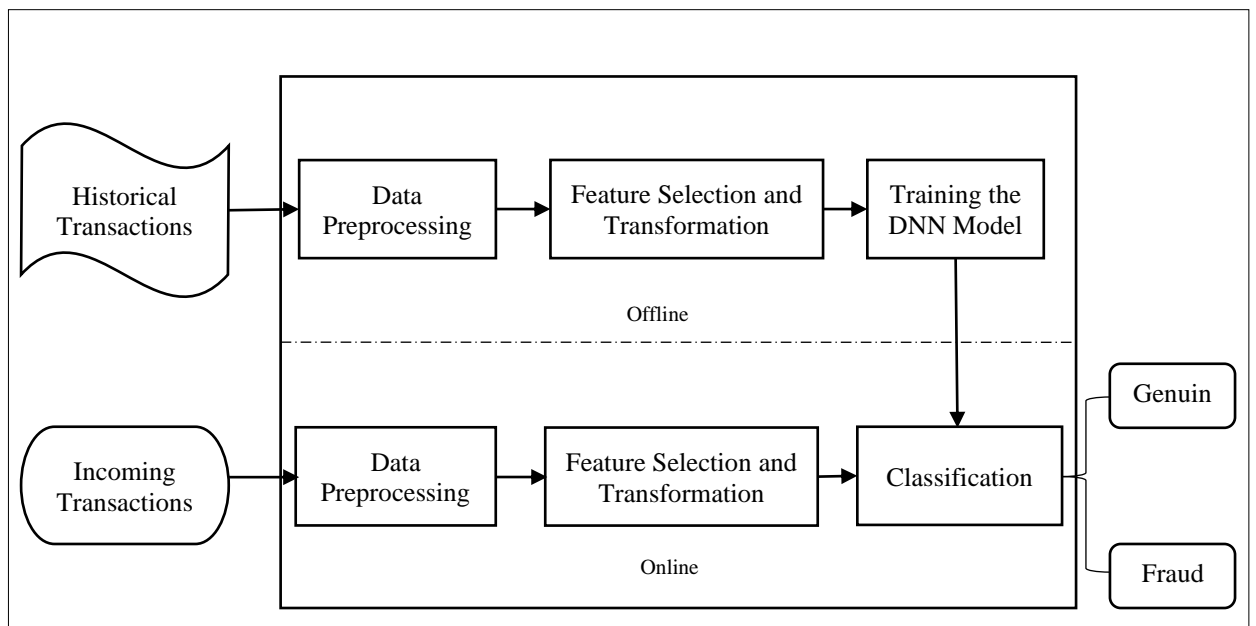 Historical
Transactions
Data
Preprocessing
Feature Selection and
Transformation
Training the
DNN Model
Offline
Incoming
Transactions
Data
Preprocessing
Feature Selection and
Transformation
Classification
Genuin
Fraud
Online